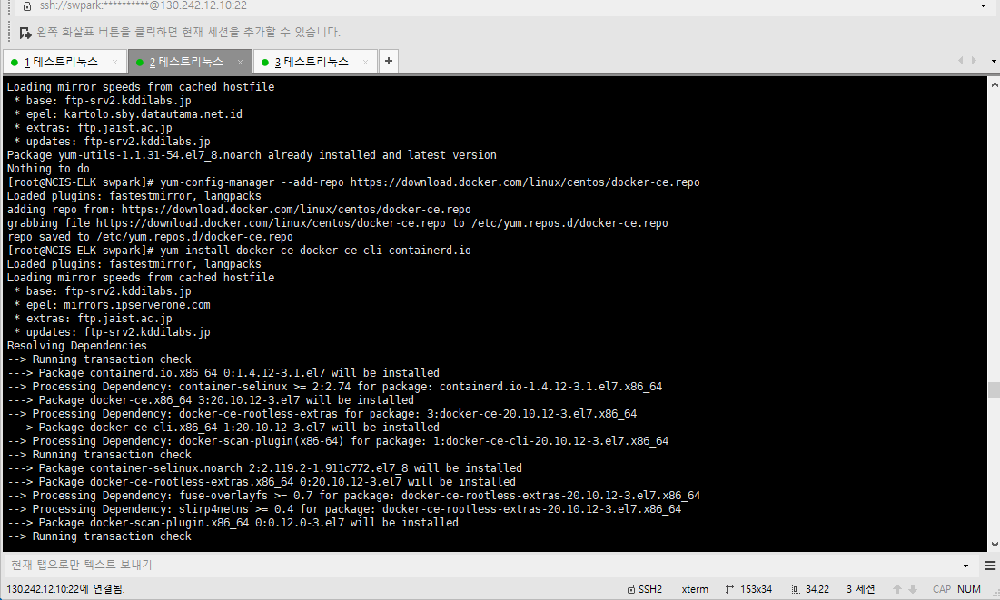 ssh://swpark:**********@130.242.12.10:22
왼쪽 화살표 버튼을 클릭하면 현재 세션을 추가할 수 있습니다.
1 테스트리눅스 × 2 테스트리눅스 × 3 테스트리눅스 × +
Loading mirror speeds from cached hostfile
 * base: ftp-srv2.kddilabs.jp
 * epel: kartolo.sby.datautama.net.id
 * extras: ftp.jaist.ac.jp
 * updates: ftp-srv2.kddilabs.jp
Package yum-utils-1.1.31-54.el7_8.noarch already installed and latest version
Nothing to do
[root@NCIS-ELK swpark]# yum-config-manager --add-repo https://download.docker.com/linux/centos/docker-ce.repo
Loaded plugins: fastestmirror, langpacks
adding repo from: https://download.docker.com/linux/centos/docker-ce.repo
grabbing file https://download.docker.com/linux/centos/docker-ce.repo to /etc/yum.repos.d/docker-ce.repo
repo saved to /etc/yum.repos.d/docker-ce.repo
[root@NCIS-ELK swpark]# yum install docker-ce docker-ce-cli containerd.io
Loaded plugins: fastestmirror, langpacks
Loading mirror speeds from cached hostfile
 * base: ftp-srv2.kddilabs.jp
 * epel: mirrors.ipserverone.com
 * extras: ftp.jaist.ac.jp
 * updates: ftp-srv2.kddilabs.jp
Resolving Dependencies
--> Running transaction check
---> Package containerd.io.x86_64 0:1.4.12-3.1.el7 will be installed
--> Processing Dependency: container-selinux >= 2:2.74 for package: containerd.io-1.4.12-3.1.el7.x86_64
---> Package docker-ce.x86_64 3:20.10.12-3.el7 will be installed
--> Processing Dependency: docker-ce-rootless-extras for package: 3:docker-ce-20.10.12-3.el7.x86_64
---> Package docker-ce-cli.x86_64 1:20.10.12-3.el7 will be installed
--> Processing Dependency: docker-scan-plugin(x86-64) for package: 1:docker-ce-cli-20.10.12-3.el7.x86_64
--> Running transaction check
---> Package container-selinux.noarch 2:2.119.2-1.911c772.el7_8 will be installed
---> Package docker-ce-rootless-extras.x86_64 0:20.10.12-3.el7 will be installed
--> Processing Dependency: fuse-overlayfs >= 0.7 for package: docker-ce-rootless-extras-20.10.12-3.el7.x86_64
--> Processing Dependency: slirp4netns >= 0.4 for package: docker-ce-rootless-extras-20.10.12-3.el7.x86_64
---> Package docker-scan-plugin.x86_64 0:0.12.0-3.el7 will be installed
--> Running transaction check
현재 탭으로만 텍스트 보내기
130.242.12.10:22에 연결됨. SSH2 xterm 153x34 34,22 3 세션 CAP NUM